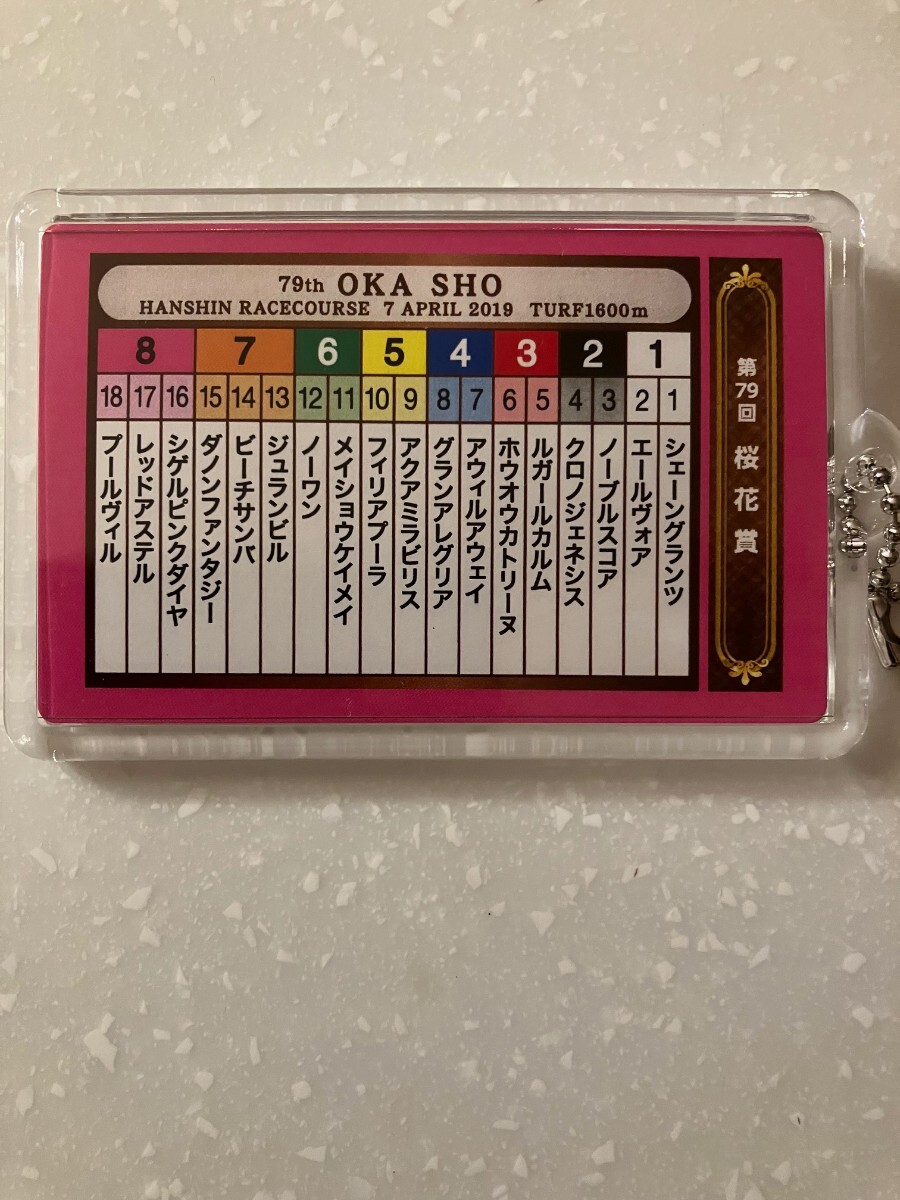 79th OKA SHO
HANSHIN RACECOURSE 7 APRIL 2019 TURF1600m
8 7 6 5 4 3 2 1
18 17 16 15 14 13 12 11 10 9 8 7 6 5 4 3 2 1
シェーングランツ
エールヴォア
ノーブルスコア
クロノジェネシス
ルガールカルム
ホウオウカトリーヌ
アウィルアウェイ
グランアレグリア
アクアミラビリス
フィリアプーラ
メイショウケイメイ
ノーワン
ジュランビル
ビーチサンバ
ダノンファンタジー
シゲルピンクダイヤ
レッドアステル
プールヴィル
第79回 桜花賞